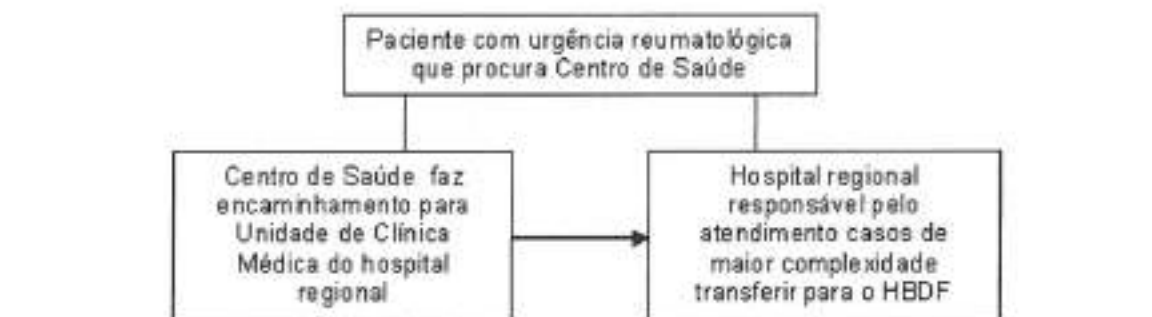 Paciente com urgência reumatológica
que procura Centro de Saúde
Centro de Saúde faz
encaminhamento para
Unidade de Clínica
Médica do hospital
regional
Hospital regional
responsável pelo
atendimento casos de
maior complexidade
transferir para o HBDF